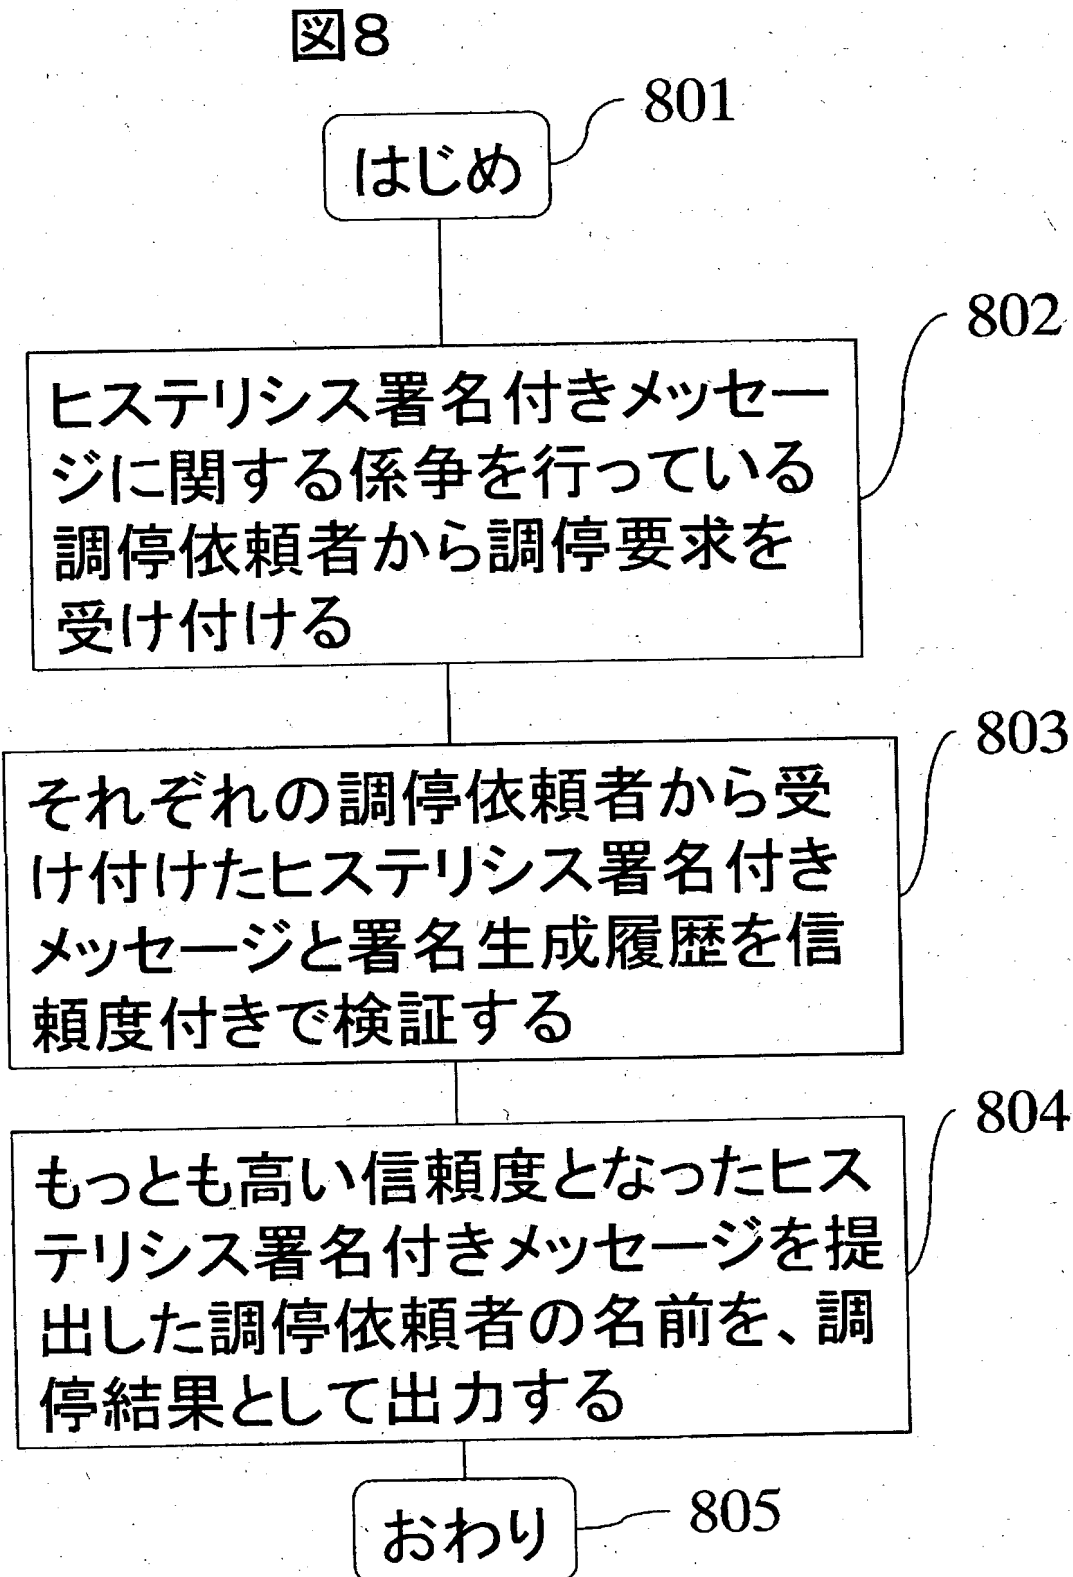 図8
801
はじめ
802
ヒステリシス署名付きメッセー
ジに関する係争を行っている
調停依頼者から調停要求を
受け付ける
803
それぞれの調停依頼者から受
け付けたヒステリシス署名付き
メッセージと署名生成履歴を信
頼度付きで検証する
804
もっとも高い信頼度となったヒス
テリシス署名付きメッセージを提
出した調停依頼者の名前を、調
停結果として出力する
おわり
805